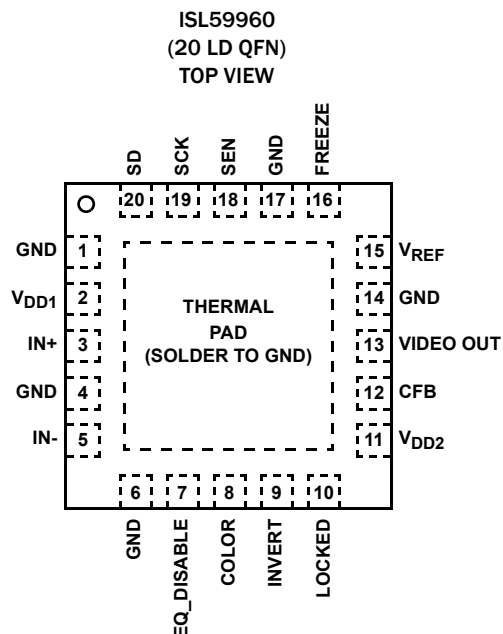 ISL59960
(20 LD QFN)
TOP VIEW
SD
SCK
SEN
GND
FREEZE
20
19
18
17
16
GND
1
VDD1
2
IN+
3
GND
4
IN-
5
THERMAL
PAD
(SOLDER TO GND)
15
VREF
14
GND
13
VIDEO OUT
12
CFB
11
VDD2
6
7
8
9
10
GND
EQ_DISABLE
COLOR
INVERT
LOCKED